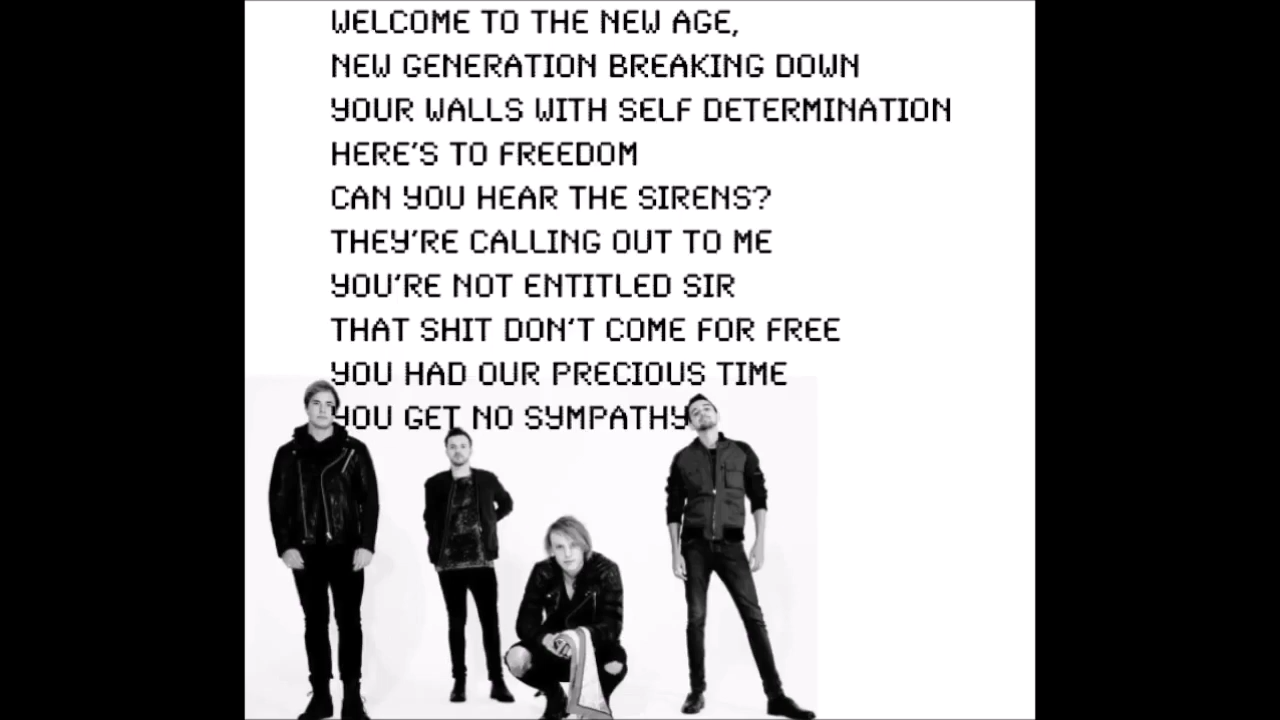 WELCOME TO THE NEW AGE,
NEW GENERATION BREAKING DOWN
YOUR WALLS WITH SELF DETERMINATION
HERE'S TO FREEDOM
CAN YOU HEAR THE SIRENS?
THEY'RE CALLING OUT TO ME
YOU'RE NOT ENTITLED SIR
THAT SHIT DON'T COME FOR FREE
YOU HAD OUR PRECIOUS TIME
YOU GET NO SYMPATHY